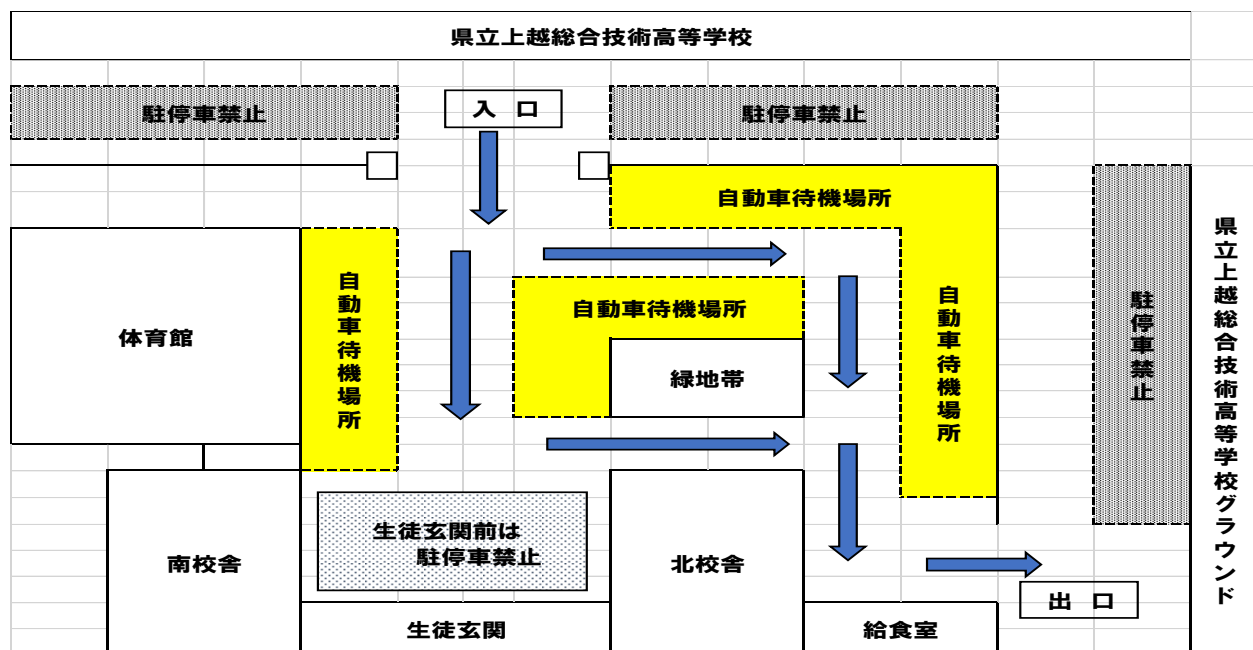 県立上越総合技術高等学校
駐停車禁止
入　口
駐停車禁止
自動車待機場所
自動車待機場所
自動車待機場所
体育館
緑地帯
自動車待機場所
駐停車禁止
県立上越総合技術高等学校グラウンド
生徒玄関前は
駐停車禁止
南校舎
北校舎
出　口
生徒玄関
給食室